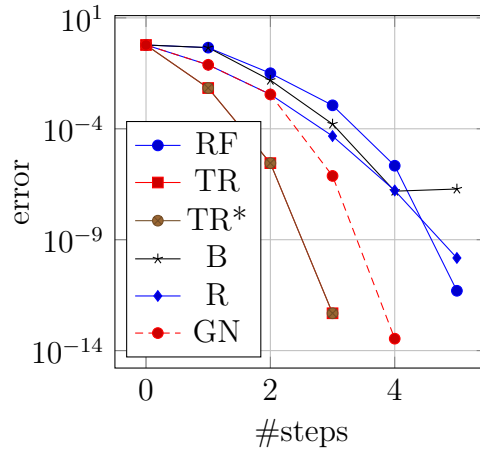 10^1
10^{-4}
10^{-9}
10^{-14}
error
RF
TR
TR*
B
R
GN
0
2
4
#steps